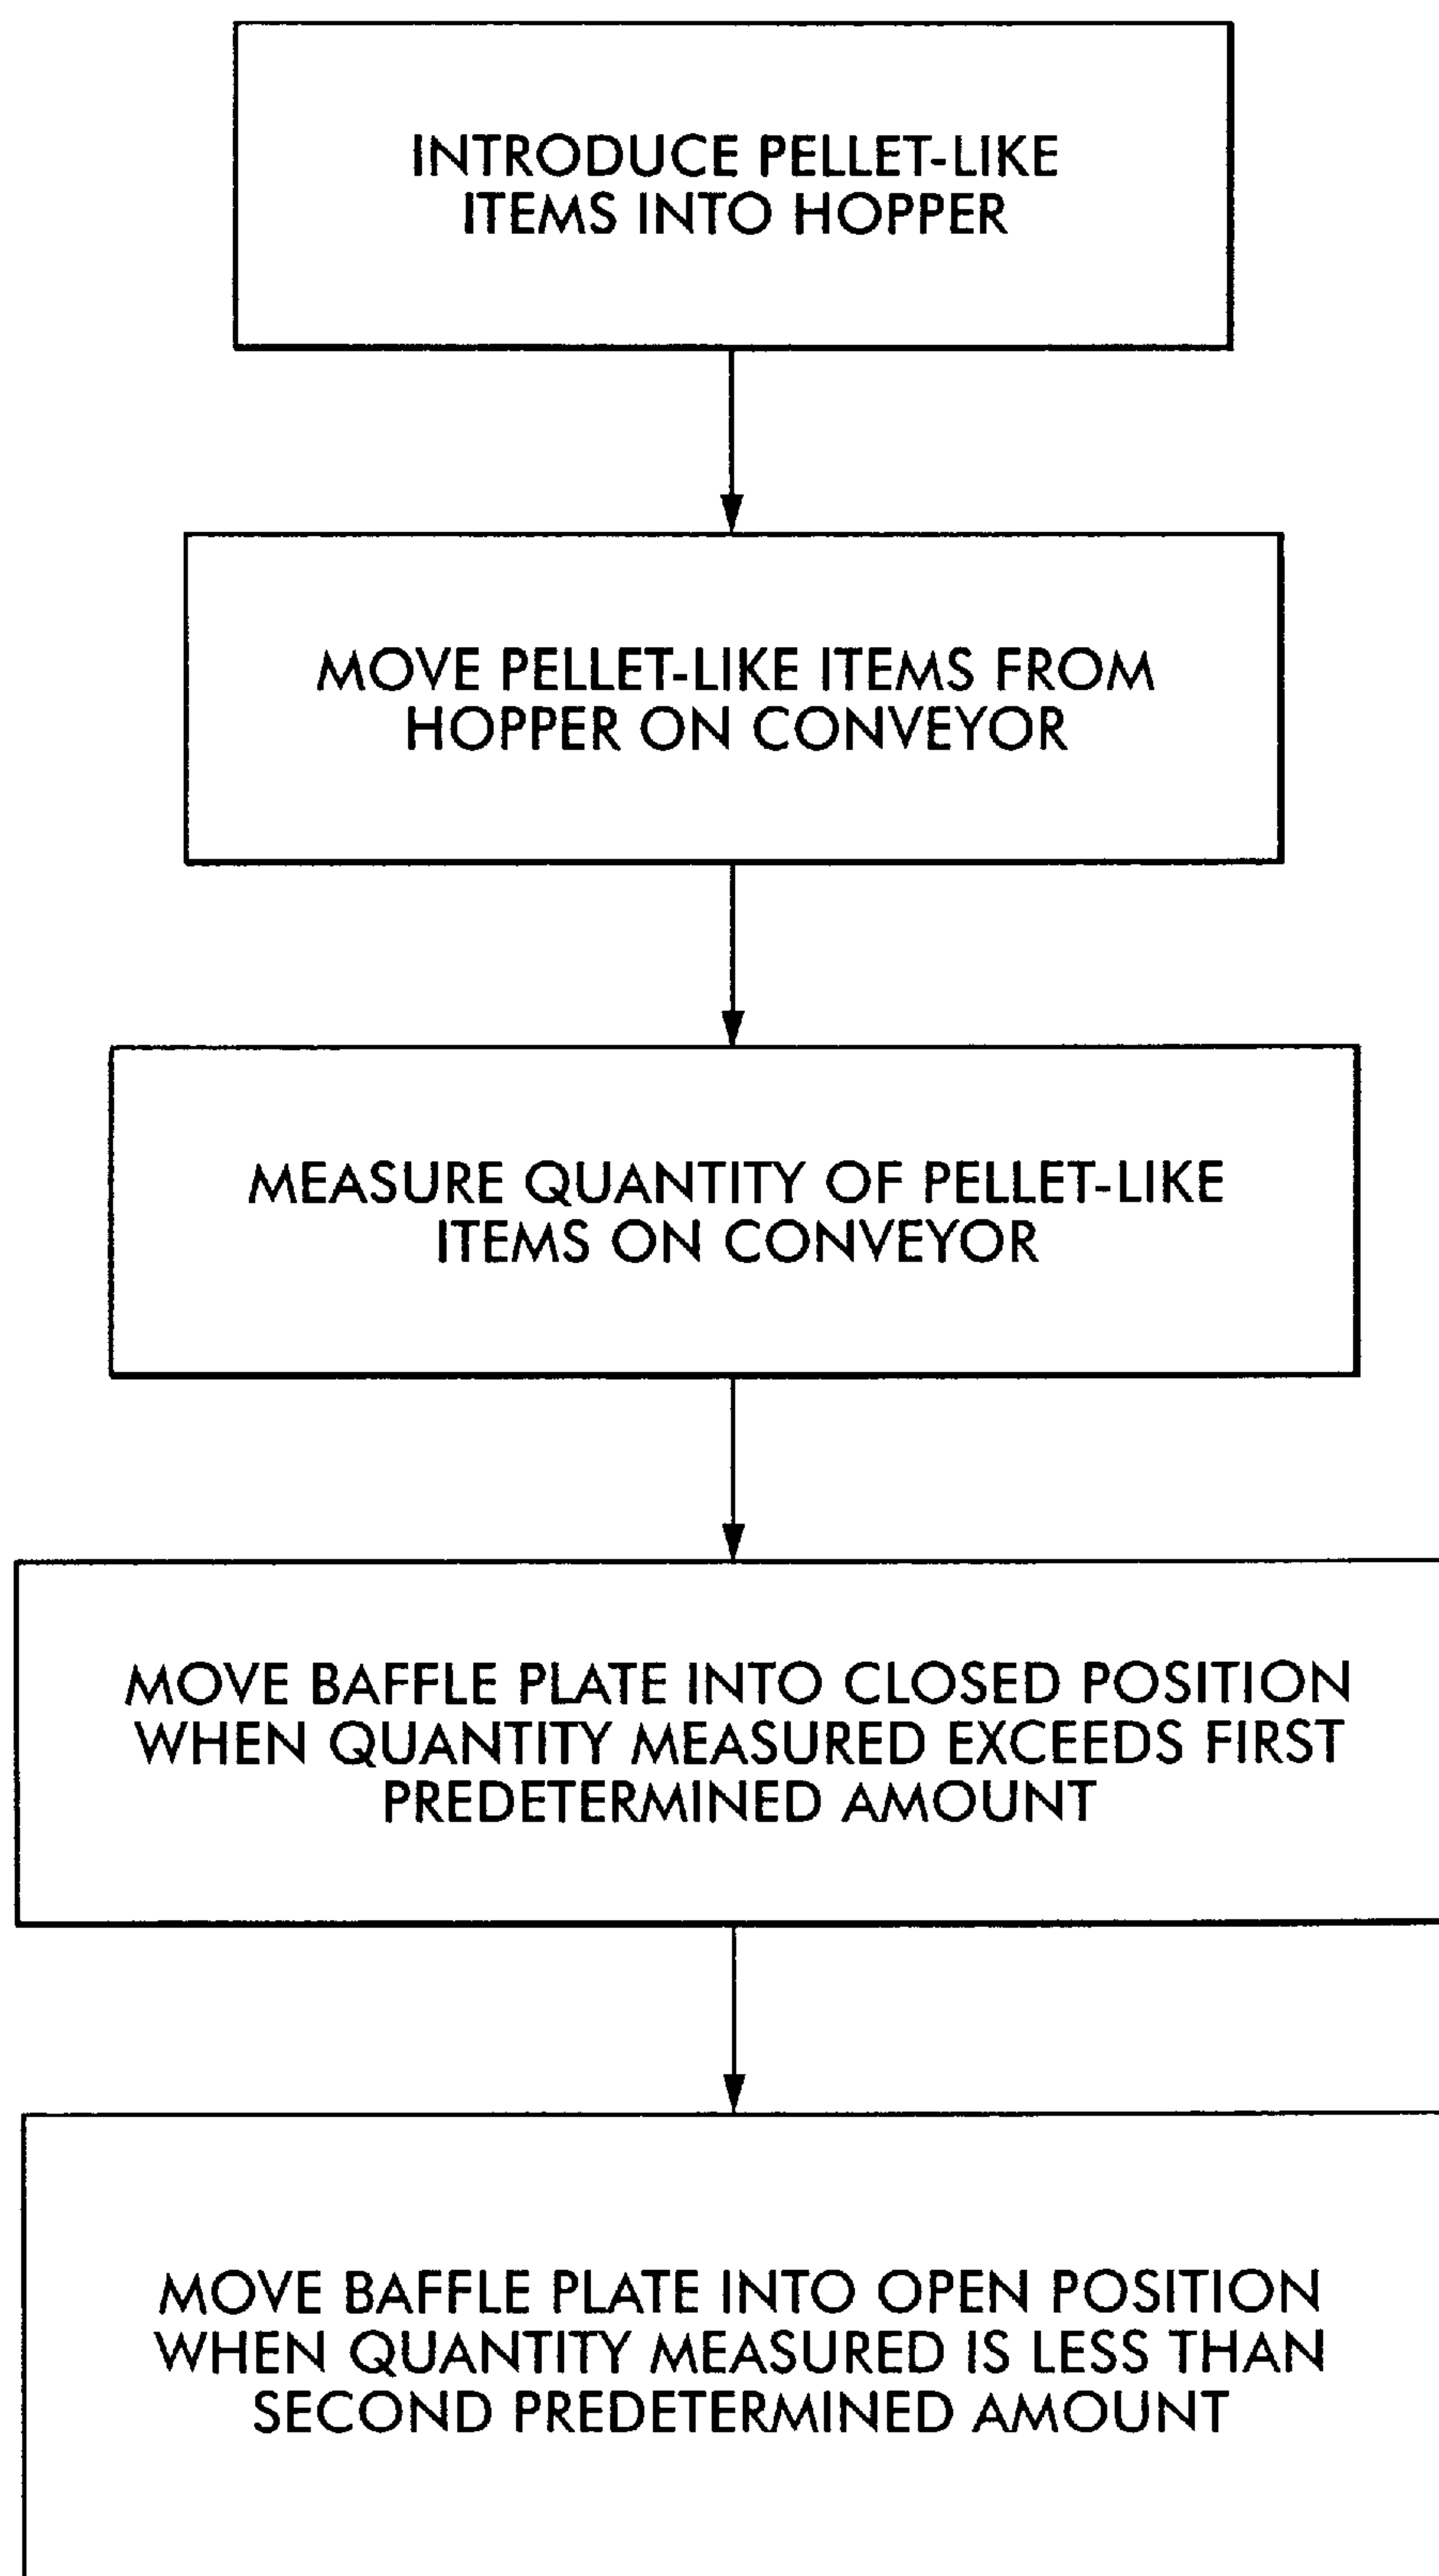 INTRODUCE PELLET-LIKE
ITEMS INTO HOPPER
MOVE PELLET-LIKE ITEMS FROM
HOPPER ON CONVEYOR
MEASURE QUANTITY OF PELLET-LIKE
ITEMS ON CONVEYOR
MOVE BAFFLE PLATE INTO CLOSED POSITION
WHEN QUANTITY MEASURED EXCEEDS FIRST
PREDETERMINED AMOUNT
MOVE BAFFLE PLATE INTO OPEN POSITION
WHEN QUANTITY MEASURED IS LESS THAN
SECOND PREDETERMINED AMOUNT